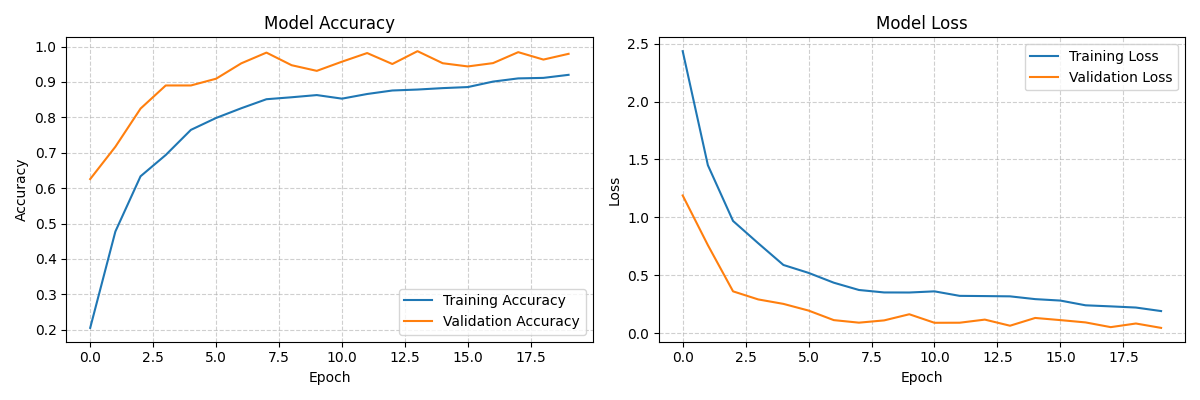 Model Accuracy
Accuracy
1.0
0.9
0.8
0.7
0.6
0.5
0.4
0.3
0.2
Training Accuracy
Validation Accuracy
0.0 2.5 5.0 7.5 10.0 12.5 15.0 17.5
Epoch
Model Loss
Loss
2.5
2.0
1.5
1.0
0.5
0.0
Training Loss
Validation Loss
0.0 2.5 5.0 7.5 10.0 12.5 15.0 17.5
Epoch